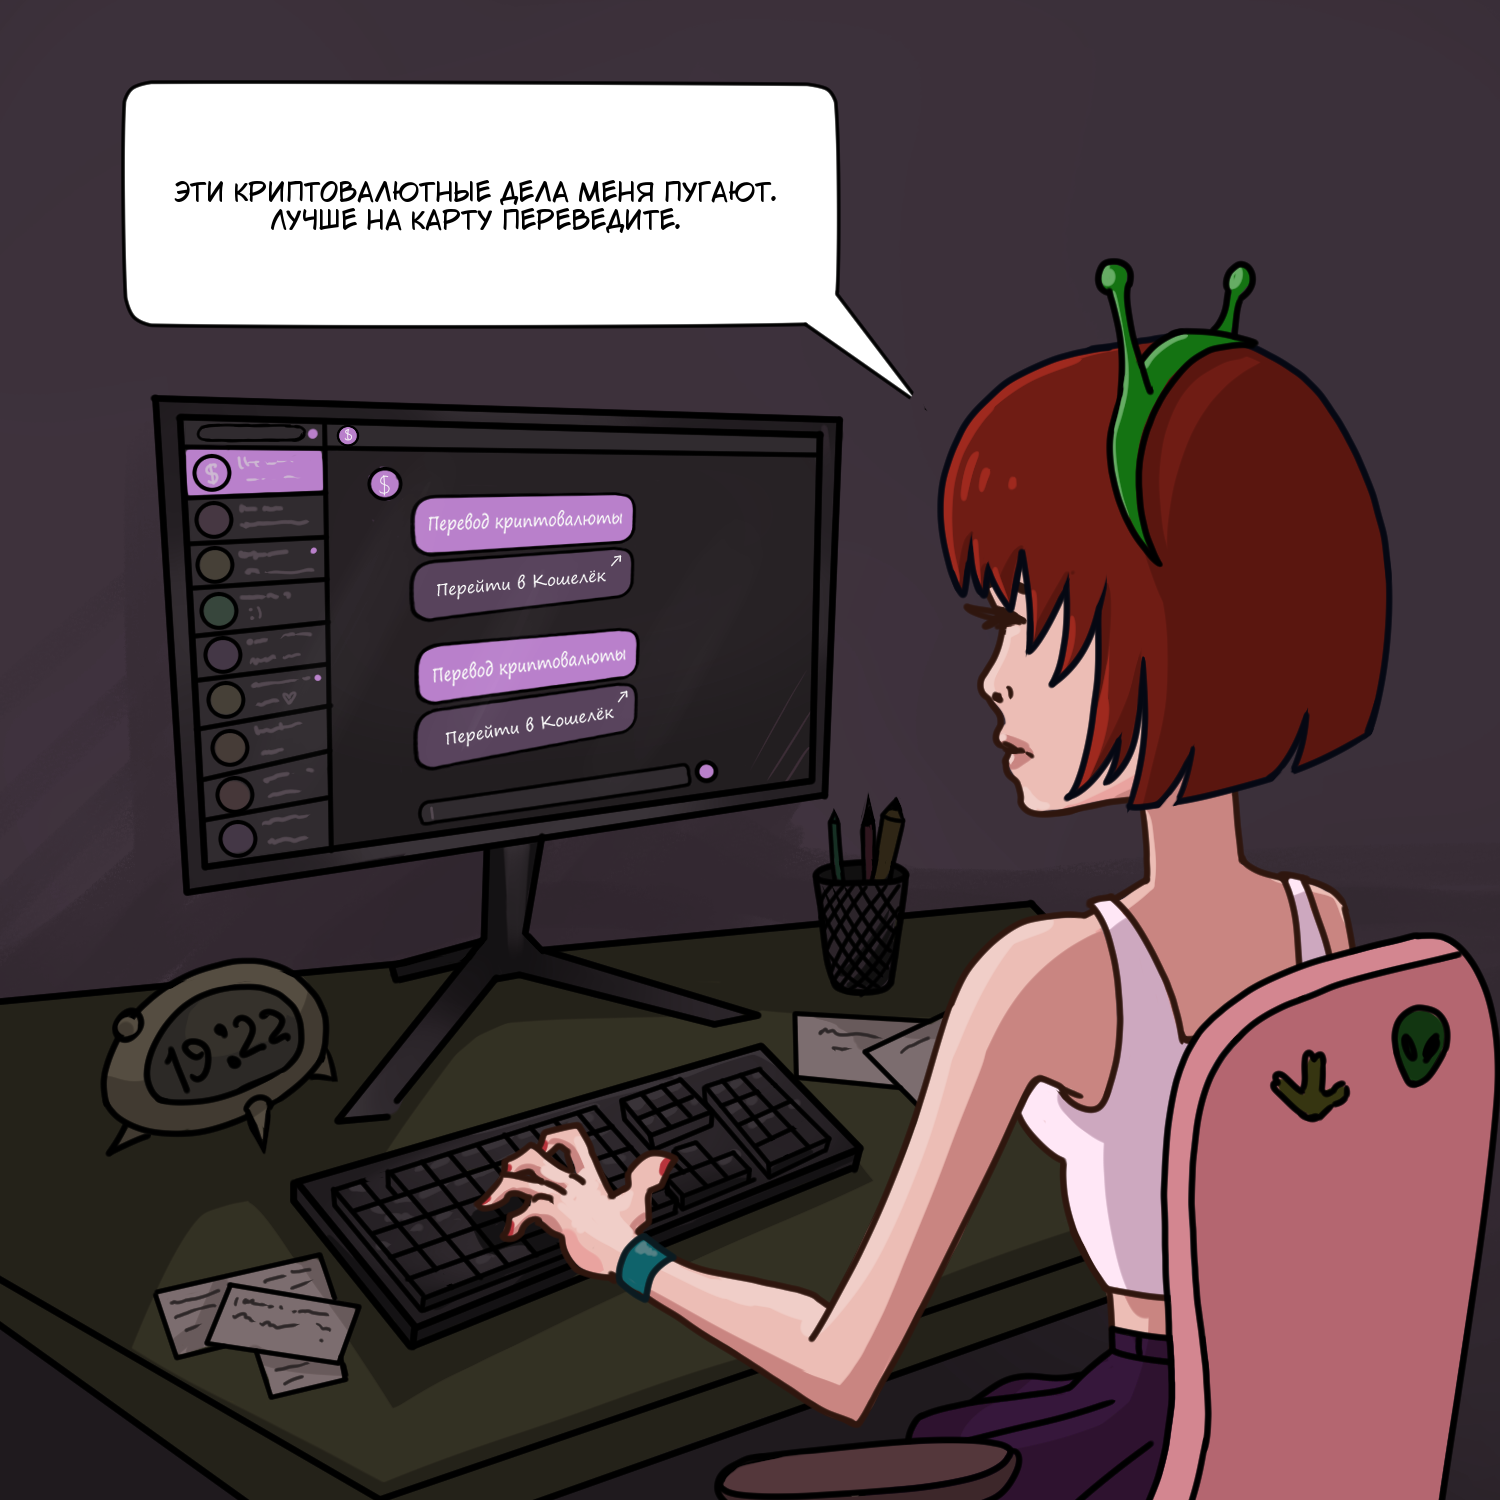 ЭТИ КРИПТОВАЛЮТНЫЕ ДЕЛА МЕНЯ ПУГАЮТ.
ЛУЧШЕ НА КАРТУ ПЕРЕВЕДИТЕ.
$
$
$
Перевод криптовалюты
Перейти в Кошелёк
:)
Перевод криптовалюты
Перейти в Кошелёк
19:22